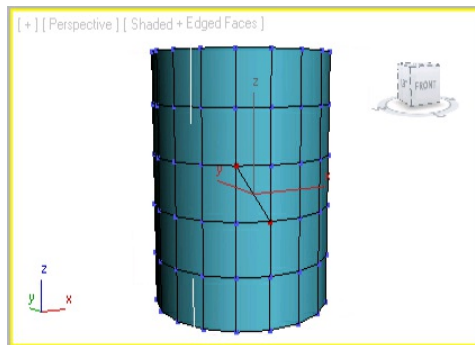 [ + ] [ Perspective ] [ Shaded + Edged Faces ]
FRONT
z
y
z
y
x